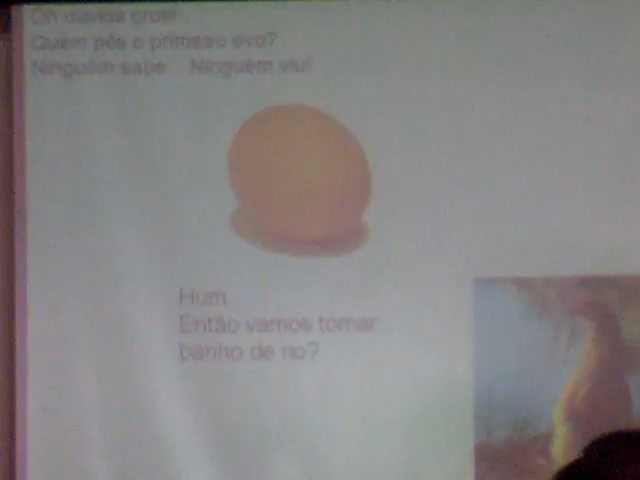 Oh dúvida cruel!
Quem pôs o primeiro ovo?
Ninguém sabe... Ninguém viu!
Hum...
Então vamos tomar
banho de rio?